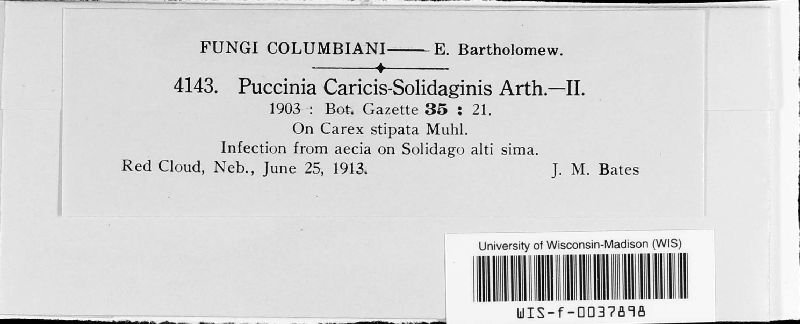 FUNGI COLUMBIANI—— E. Bartholomew.
4143. Puccinia Caricis-Solidaginis Arth.—II.
1903 : Bot. Gazette 35 : 21.
On Carex stipata Muhl.
Infection from aecia on Solidago alti sima.
Red Cloud, Neb., June 25, 1913. J. M. Bates
University of Wisconsin-Madison (WIS)
WIS-f-0037898